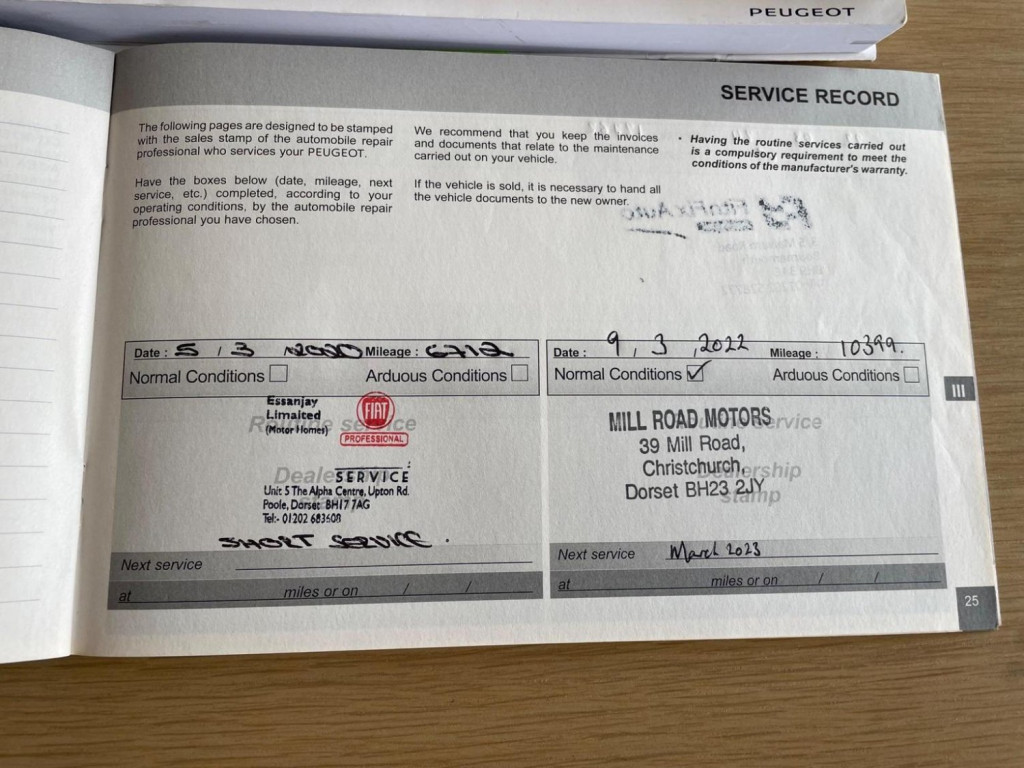 PEUGEOT
SERVICE RECORD
The following pages are designed to be stamped
with the sales stamp of the automobile repair
professional who services your PEUGEOT.
Have the boxes below (date, mileage, next
service, etc.) completed, according to your
operating conditions, by the automobile repair
professional you have chosen.
We recommend that you keep the invoices
and documents that relate to the maintenance
carried out on your vehicle.
If the vehicle is sold, it is necessary to hand all
the vehicle documents to the new owner.
• Having the routine services carried out
is a compulsory requirement to meet the
conditions of the manufacturer's warranty.
Date : 5 / 3 2020 Mileage : 6712
Normal Conditions Arduous Conditions
Essanjay
Limaited
(Motor Homes)
FIAT
PROFESSIONAL
Routine service
Dealership
stamp
SERVICE
Unit 5 The Alpha Centre, Upton Rd.
Poole, Dorset BH17 7AG
Tel:- 01202 683608
SHORT SERVICE .
Next service
at miles or on / /
Date : 9 , 3 , 2022 Mileage : 10399.
Normal Conditions ✓ Arduous Conditions
MILL ROAD MOTORS
39 Mill Road,
Christchurch,
Dorset BH23 2JY
service
Dealership
stamp
Next service March 2023
at miles or on / /
III
25